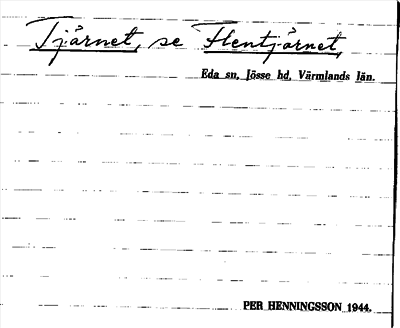 Tjärnet, se Flentjärnet,
Eda sn, Jösse hd, Värmlands län.
PER HENNINGSSON 1944.